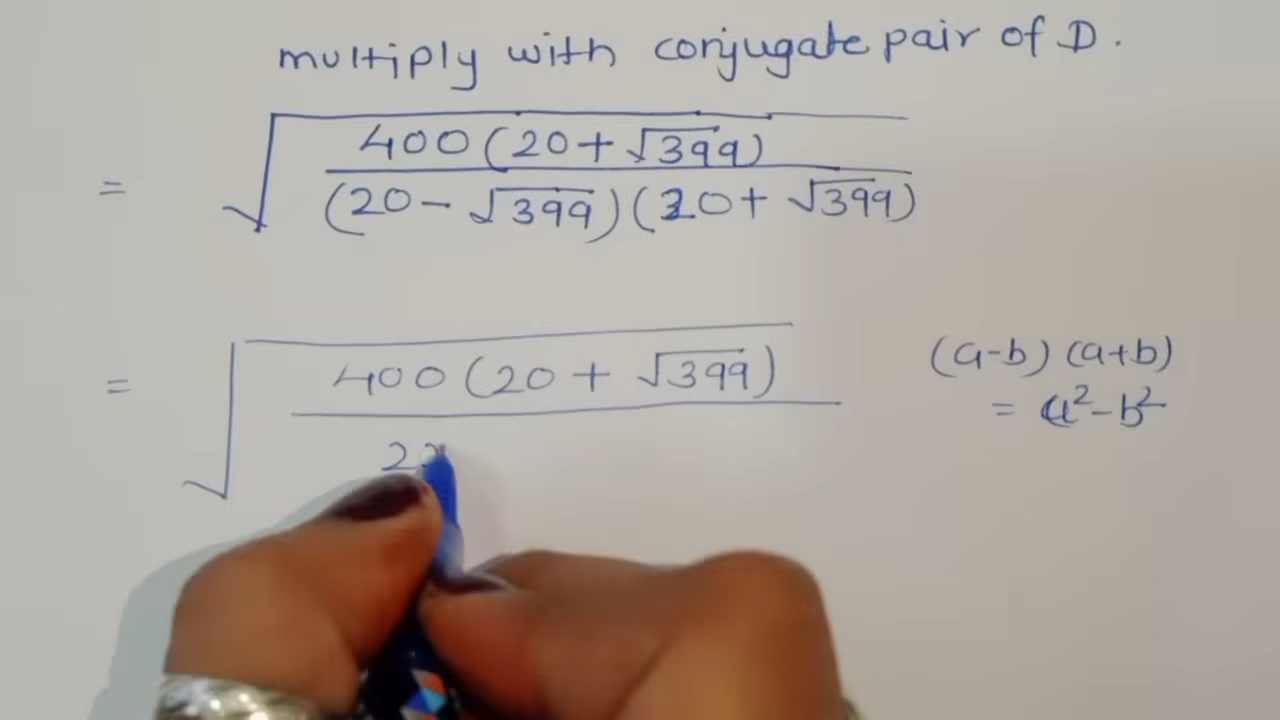 multiply with conjugate pair of D.
= √(400(20+√399) / (20-√399)(20+√399))
= √(400(20+√399) / 2
(a-b)(a+b)
= a²-b²